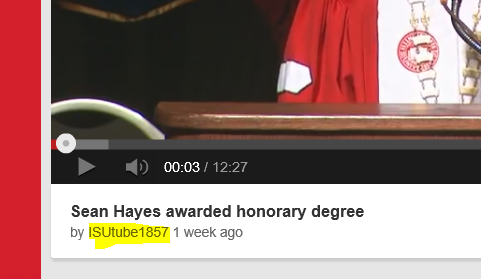 00:03 / 12:27
Sean Hayes awarded honorary degree
by ISUtube1857 1 week ago